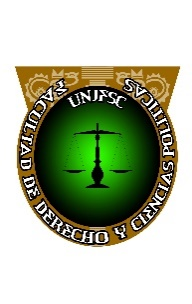 UNJFSC
FACULTAD DE DERECHO Y CIENCIAS POLITICAS